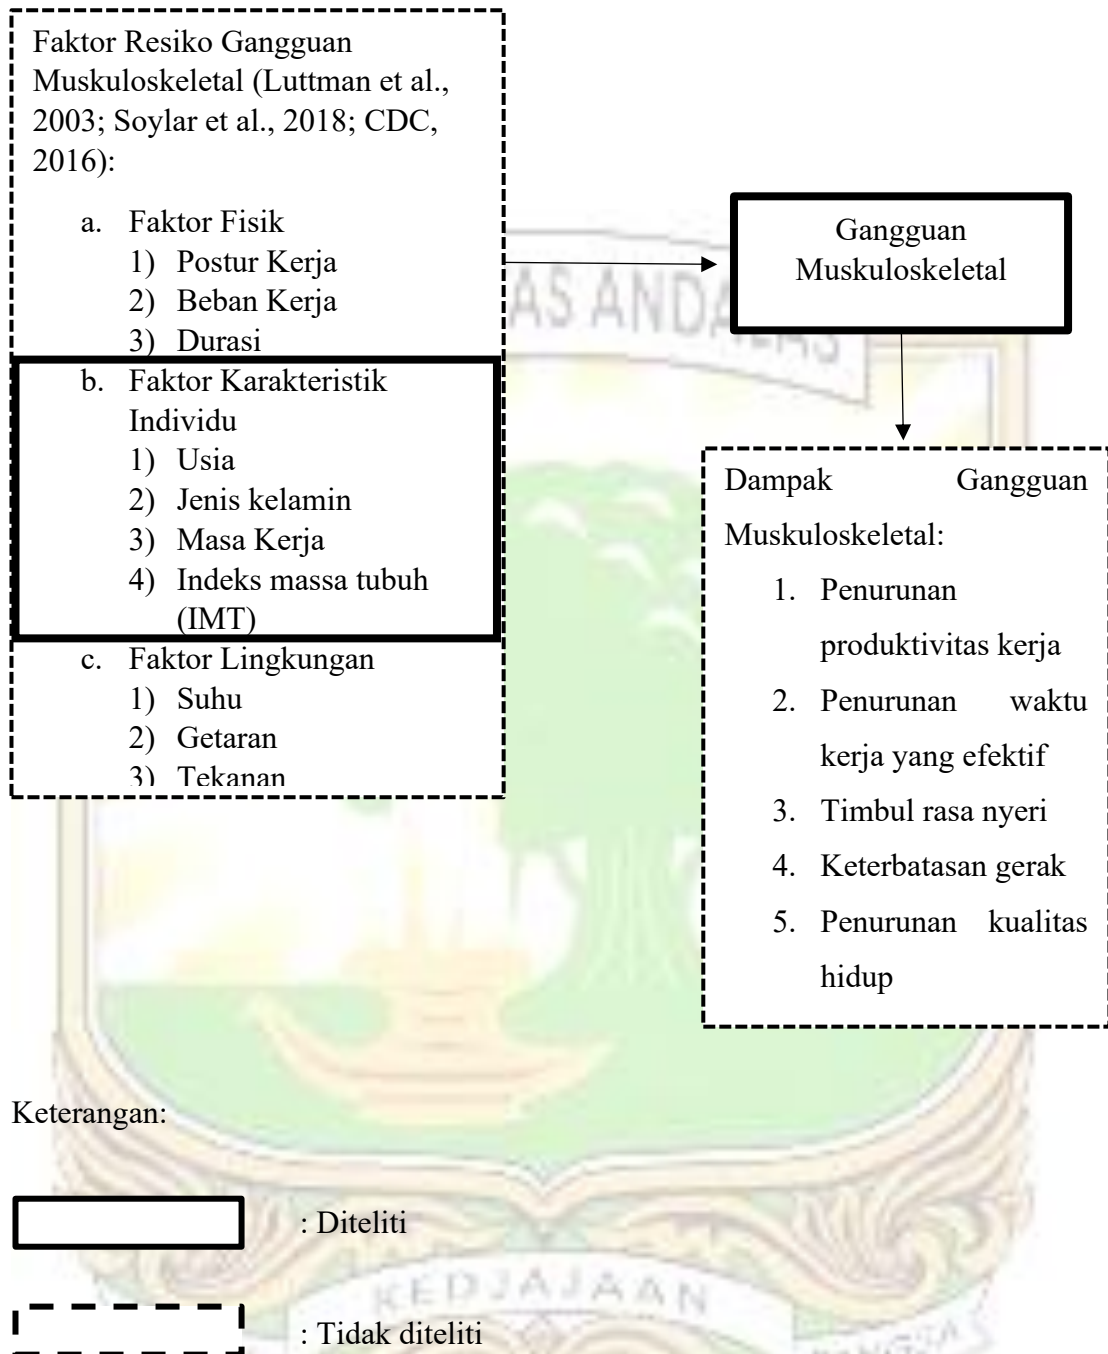 Faktor Resiko Gangguan
Muskuloskeletal (Luttman et al.,
2003; Soylar et al., 2018; CDC,
2016):
a. Faktor Fisik
1) Postur Kerja
2) Beban Kerja
3) Durasi
b. Faktor Karakteristik
Individu
1) Usia
2) Jenis kelamin
3) Masa Kerja
4) Indeks massa tubuh
(IMT)
c. Faktor Lingkungan
1) Suhu
2) Getaran
3) Tekanan
Gangguan
Muskuloskeletal
Dampak Gangguan
Muskuloskeletal:
1. Penurunan
produktivitas kerja
2. Penurunan waktu
kerja yang efektif
3. Timbul rasa nyeri
4. Keterbatasan gerak
5. Penurunan kualitas
hidup
AS ANDALAS
Keterangan:
: Diteliti
KEDJAJAAN
: Tidak diteliti